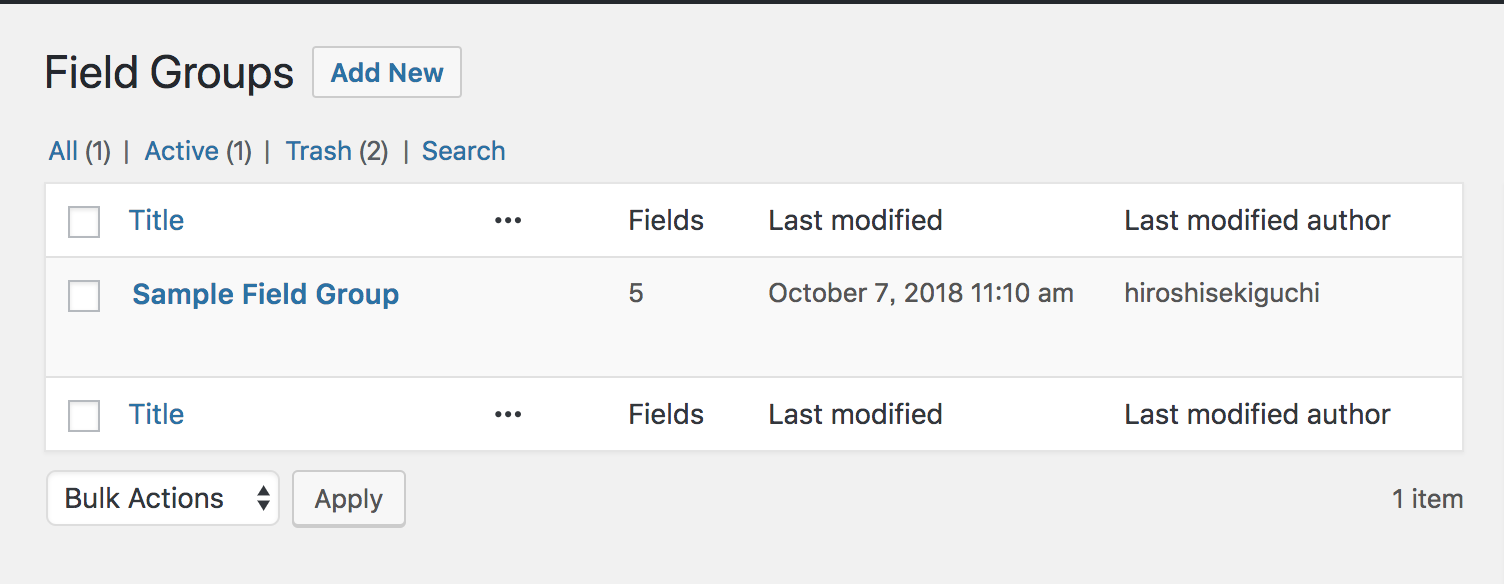 Field Groups Add New
All (1) | Active (1) | Trash (2) | Search
Title ••• Fields Last modified Last modified author
Sample Field Group 5 October 7, 2018 11:10 am hiroshisekiguchi
Title ••• Fields Last modified Last modified author
Bulk Actions Apply 1 item